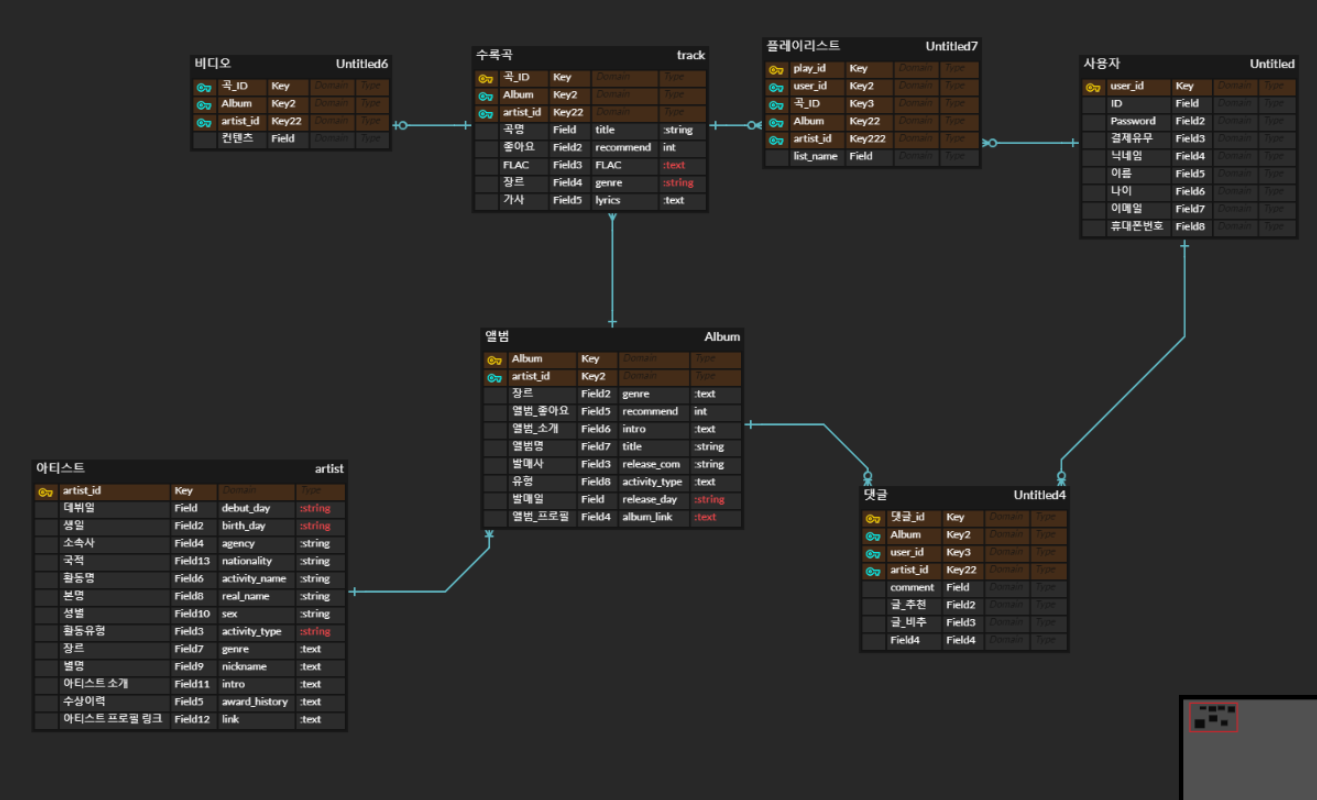 비디오 Untitled6
곡_ID Key Domain Type
Album Key2 Domain Type
artist_id Key22 Domain Type
컨텐츠 Field Domain Type
수록곡 track
곡_ID Key Domain Type
Album Key2 Domain Type
artist_id Key22 Domain Type
곡명 Field title :string
좋아요 Field2 recommend int
FLAC Field3 FLAC :text
장르 Field4 genre :string
가사 Field5 lyrics :text
플레이리스트 Untitled7
play_id Key Domain Type
user_id Key2 Domain Type
곡_ID Key3 Domain Type
Album Key22 Domain Type
artist_id Key222 Domain Type
list_name Field Domain Type
사용자 Untitled
user_id Key Domain Type
ID Field Domain Type
Password Field2 Domain Type
결제유무 Field3 Domain Type
닉네임 Field4 Domain Type
이름 Field5 Domain Type
나이 Field6 Domain Type
이메일 Field7 Domain Type
휴대폰번호 Field8 Domain Type
앨범 Album
Album Key Domain Type
artist_id Key2 Domain Type
장르 Field2 genre :text
앨범_좋아요 Field5 recommend int
앨범_소개 Field6 intro :text
앨범명 Field7 title :string
발매사 Field3 release_com :string
유형 Field8 activity_type :text
발매일 Field release_day :string
앨범_프로필 Field4 album_link :text
아티스트 artist
artist_id Key Domain Type
데뷔일 Field debut_day :string
생일 Field2 birth_day :string
소속사 Field4 agency :string
국적 Field13 nationality :string
활동명 Field6 activity_name :string
본명 Field8 real_name :string
성별 Field10 sex :string
활동유형 Field3 activity_type :string
장르 Field7 genre :text
별명 Field9 nickname :text
아티스트 소개 Field11 intro :text
수상이력 Field5 award_history :text
아티스트 프로필 링크 Field12 link :text
댓글 Untitled4
댓글_id Key Domain Type
Album Key2 Domain Type
user_id Key3 Domain Type
artist_id Key22 Domain Type
comment Field Domain Type
글_추천 Field2 Domain Type
글_비추 Field3 Domain Type
Field4 Field4 Domain Type